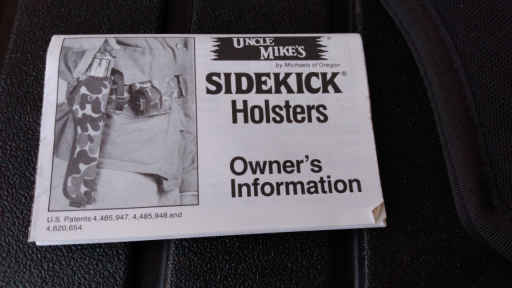 UNCLE
MIKE'S®
by Michaels of Oregon
SIDEKICK®
Holsters
Owner's
Information
U.S. Patents 4,485,947, 4,485,948 and
4,620,654